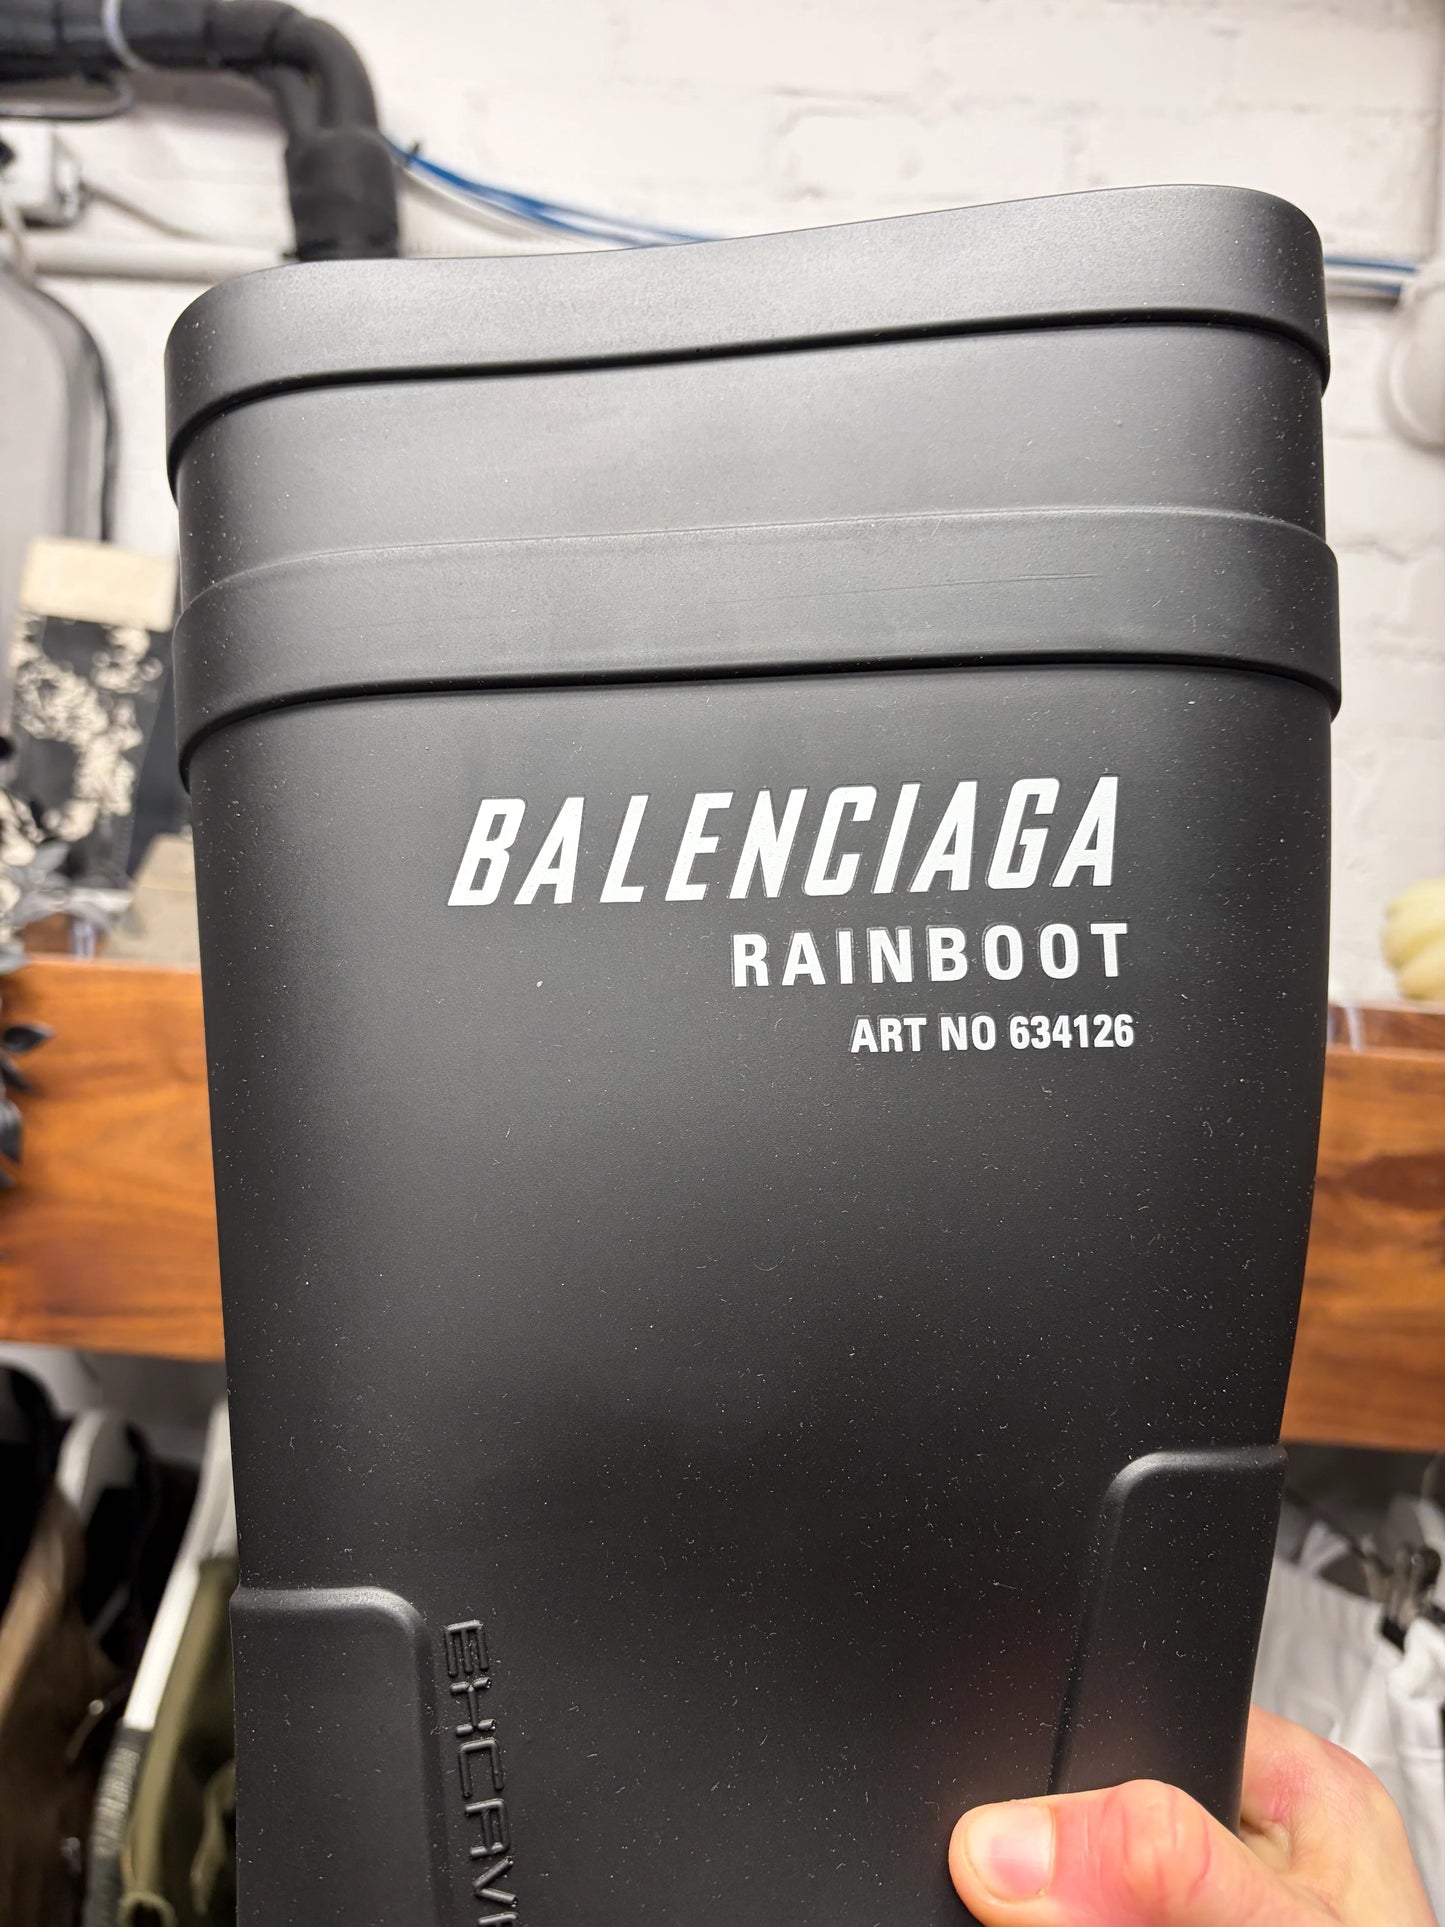 BALENCIAGA
RAINBOOT
ART NO 634126